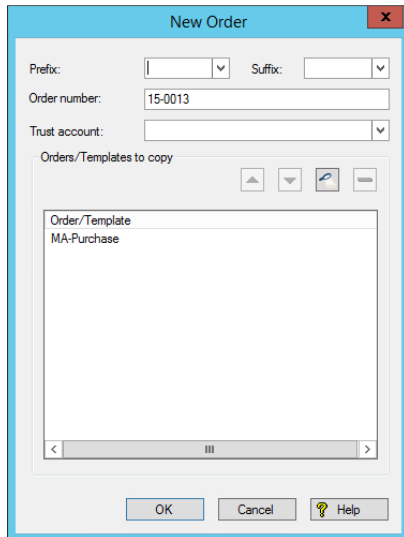 New Order
x
Prefix: Suffix:
Order number: 15-0013
Trust account:
Orders/Templates to copy
Order/Template
MA-Purchase
OK Cancel ? Help